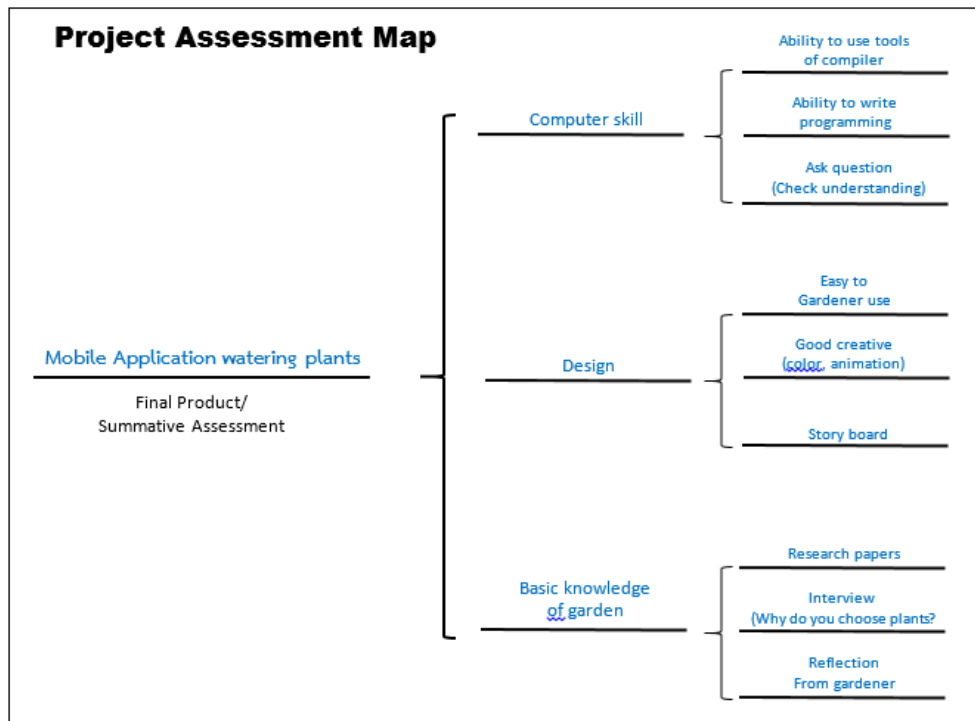 Project Assessment Map
Ability to use tools
of compiler
Computer skill
Ability to write
programming
Ask question
(Check understanding)
Easy to
Gardener use
Mobile Application watering plants
Final Product/
Summative Assessment
Design
Good creative
(color, animation)
Story board
Research papers
Basic knowledge
of garden
Interview
(Why do you choose plants?
Reflection
From gardener